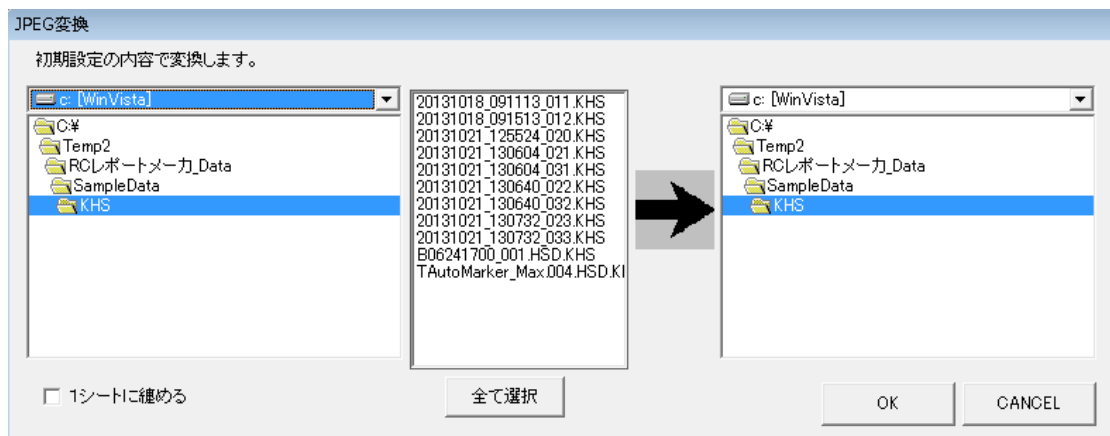 JPEG変換
初期設定の内容で変換します。
c: [WinVista]
C:¥
Temp2
RCレポートメーカ_Data
SampleData
KHS
20131018_091113_011.KHS
20131018_091513_012.KHS
20131021_125524_020.KHS
20131021_130604_021.KHS
20131021_130604_031.KHS
20131021_130640_022.KHS
20131021_130640_032.KHS
20131021_130732_023.KHS
20131021_130732_033.KHS
B06241700_001.HSD.KHS
TAutoMarker_Max.004.HSD.KI
c: [WinVista]
C:¥
Temp2
RCレポートメーカ_Data
SampleData
KHS
1シートに纏める
全て選択
OK
CANCEL